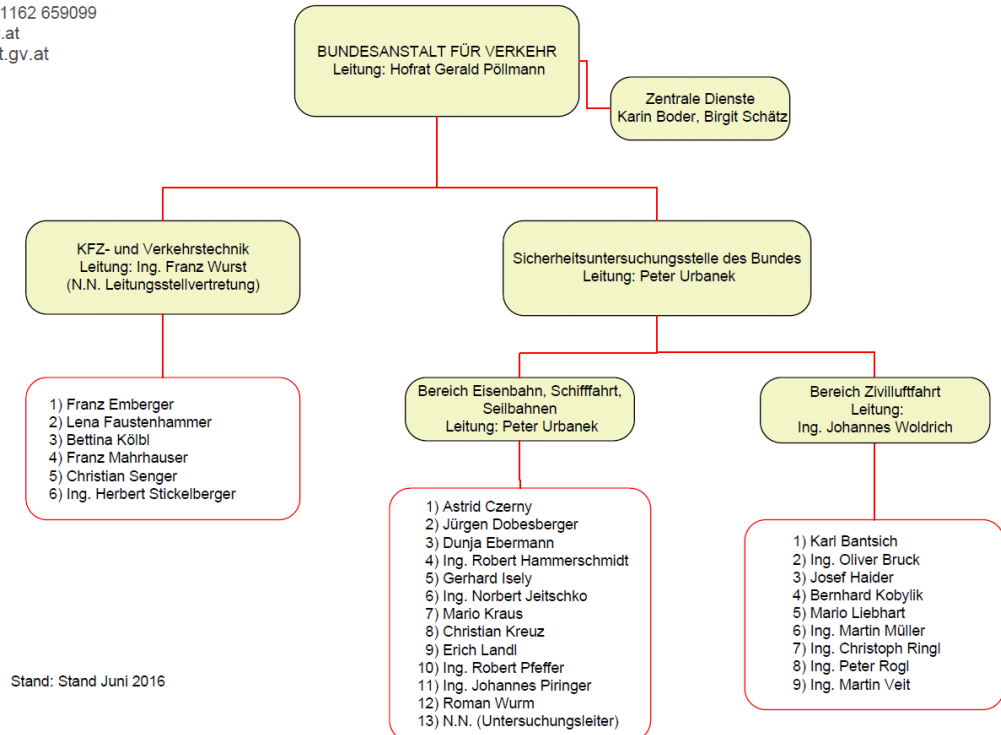 1162 659099
.at
t.gv.at
BUNDESANSTALT FÜR VERKEHR
Leitung: Hofrat Gerald Pöllmann
Zentrale Dienste
Karin Boder, Birgit Schätz
KFZ- und Verkehrstechnik
Leitung: Ing. Franz Wurst
(N.N. Leitungsstellvertretung)
Sicherheitsuntersuchungsstelle des Bundes
Leitung: Peter Urbanek
1) Franz Emberger
2) Lena Faustenhammer
3) Bettina Kölbl
4) Franz Mahrhauser
5) Christian Senger
6) Ing. Herbert Stickelberger
Bereich Eisenbahn, Schifffahrt,
Seilbahnen
Leitung: Peter Urbanek
Bereich Zivilluftfahrt
Leitung:
Ing. Johannes Woldrich
1) Astrid Czerny
2) Jürgen Dobesberger
3) Dunja Ebermann
4) Ing. Robert Hammerschmidt
5) Gerhard Isely
6) Ing. Norbert Jeitschko
7) Mario Kraus
8) Christian Kreuz
9) Erich Landl
10) Ing. Robert Pfeffer
11) Ing. Johannes Piringer
12) Roman Wurm
13) N.N. (Untersuchungsleiter)
1) Karl Bantsich
2) Ing. Oliver Bruck
3) Josef Haider
4) Bernhard Kobylik
5) Mario Liebhart
6) Ing. Martin Müller
7) Ing. Christoph Ringl
8) Ing. Peter Rogl
9) Ing. Martin Veit
Stand: Stand Juni 2016